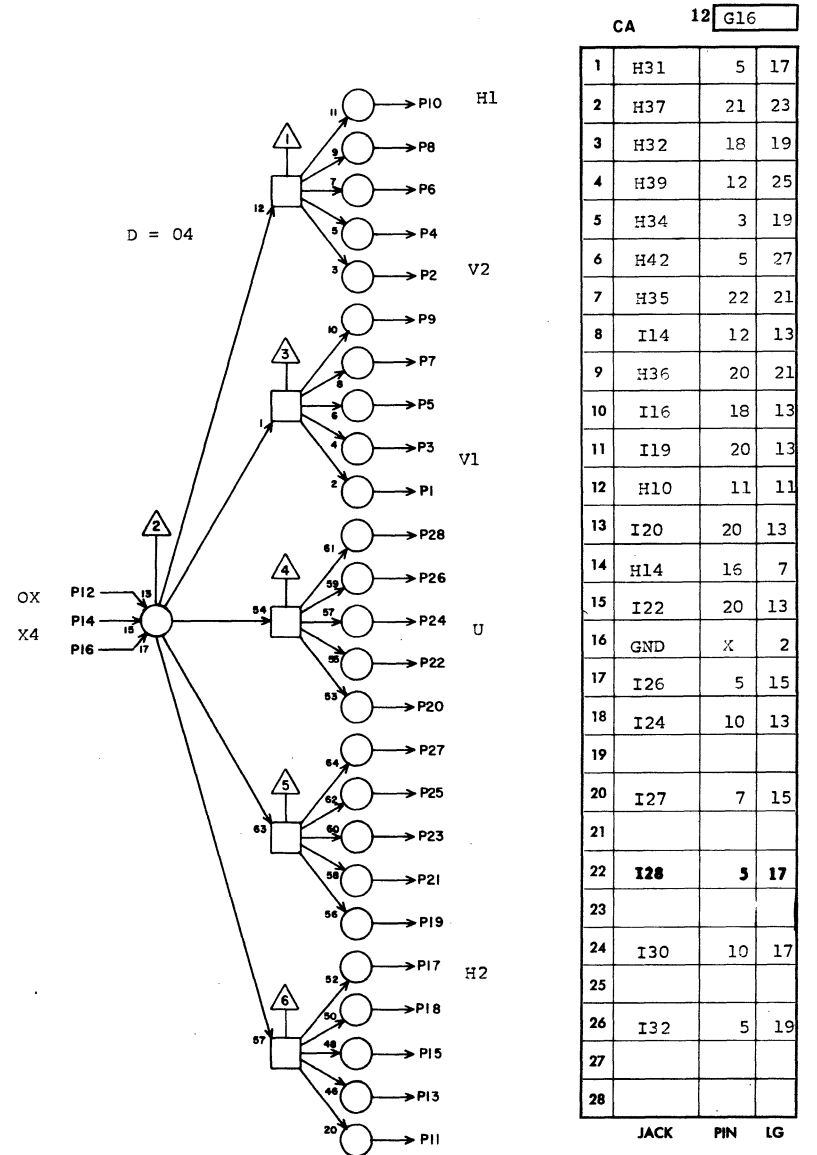 CA 12 G16
1 H31 5 17
2 H37 21 23
3 H32 18 19
4 H39 12 25
5 H34 3 19
6 H42 5 27
7 H35 22 21
8 I14 12 13
9 H36 20 21
10 I16 18 13
11 I19 20 13
12 H10 11 11
13 I20 20 13
14 H14 16 7
15 I22 20 13
16 GND X 2
17 I26 5 15
18 I24 10 13
19
20 I27 7 15
21
22 I28 5 17
23
24 I30 10 17
25
26 I32 5 19
27
28
JACK PIN LG
D = 04
OX
X4
P12 13
P14 15
P16 17
2
12 1
11 P10 H1
9 P8
7 P6
5 P4
3 P2 V2
1 3
10 P9
8 P7
6 P5
4 P3
2 P1 V1
54 4
61 P28
59 P26
57 P24 U
55 P22
53 P20
63 5
64 P27
62 P25
60 P23
58 P21
56 P19
57 6
52 P17 H2
50 P18
48 P15
46 P13
20 P11